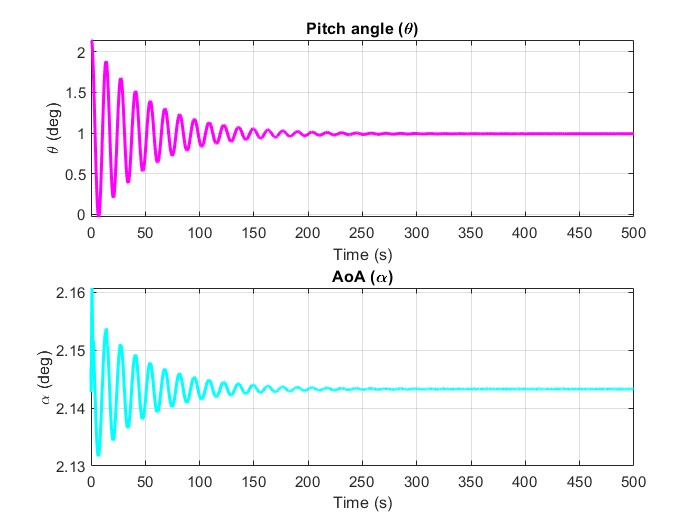 Pitch angle (θ)
2
1.5
1
0.5
0
θ (deg)
0 50 100 150 200 250 300 350 400 450 500
Time (s)
AoA (α)
2.16
2.15
2.14
2.13
α (deg)
0 50 100 150 200 250 300 350 400 450 500
Time (s)